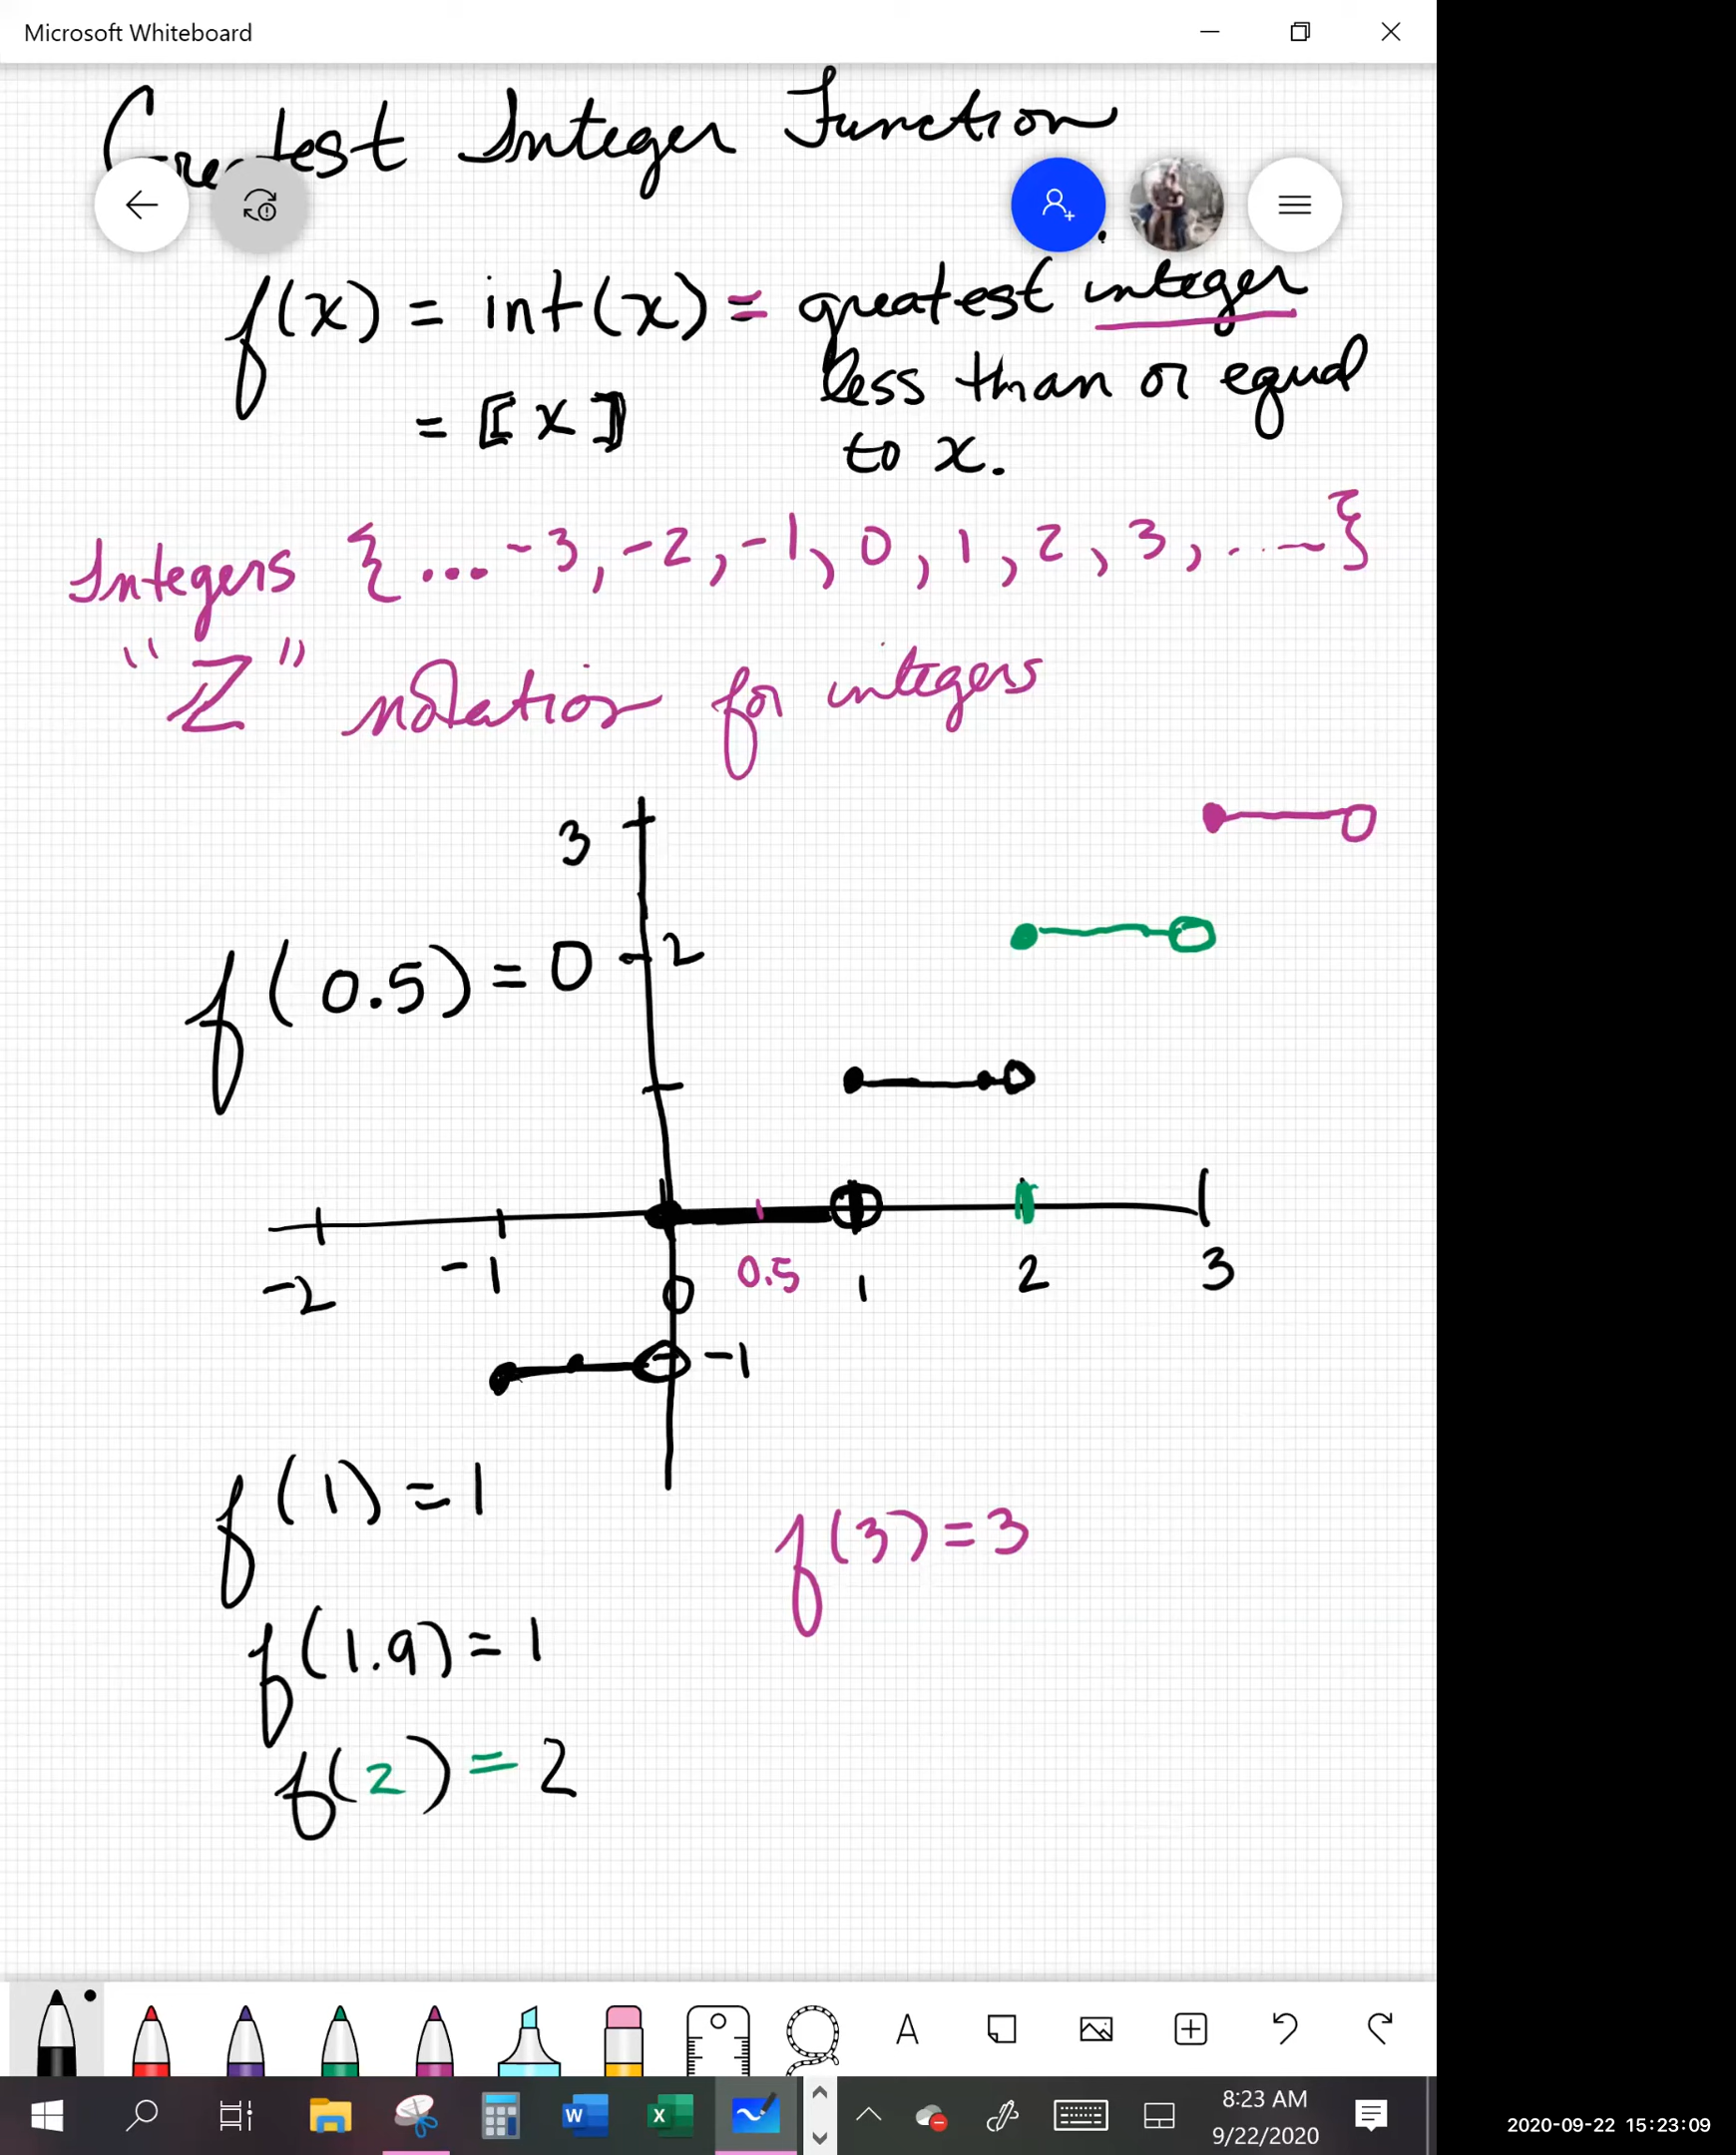 Microsoft Whiteboard
Greatest Integer Function
f(x) = int(x) = greatest integer
less than or equal
to x.
= ⟦x⟧
Integers {... -3, -2, -1, 0, 1, 2, 3, ...}
"Z" notation for integers
3
f(0.5) = 0
2
-2 -1 0 0.5 1 2 3
-1
f(1) = 1
f(3) = 3
f(1.9) = 1
f(2) = 2
A
W
X
8:23 AM
9/22/2020
2020-09-22 15:23:09